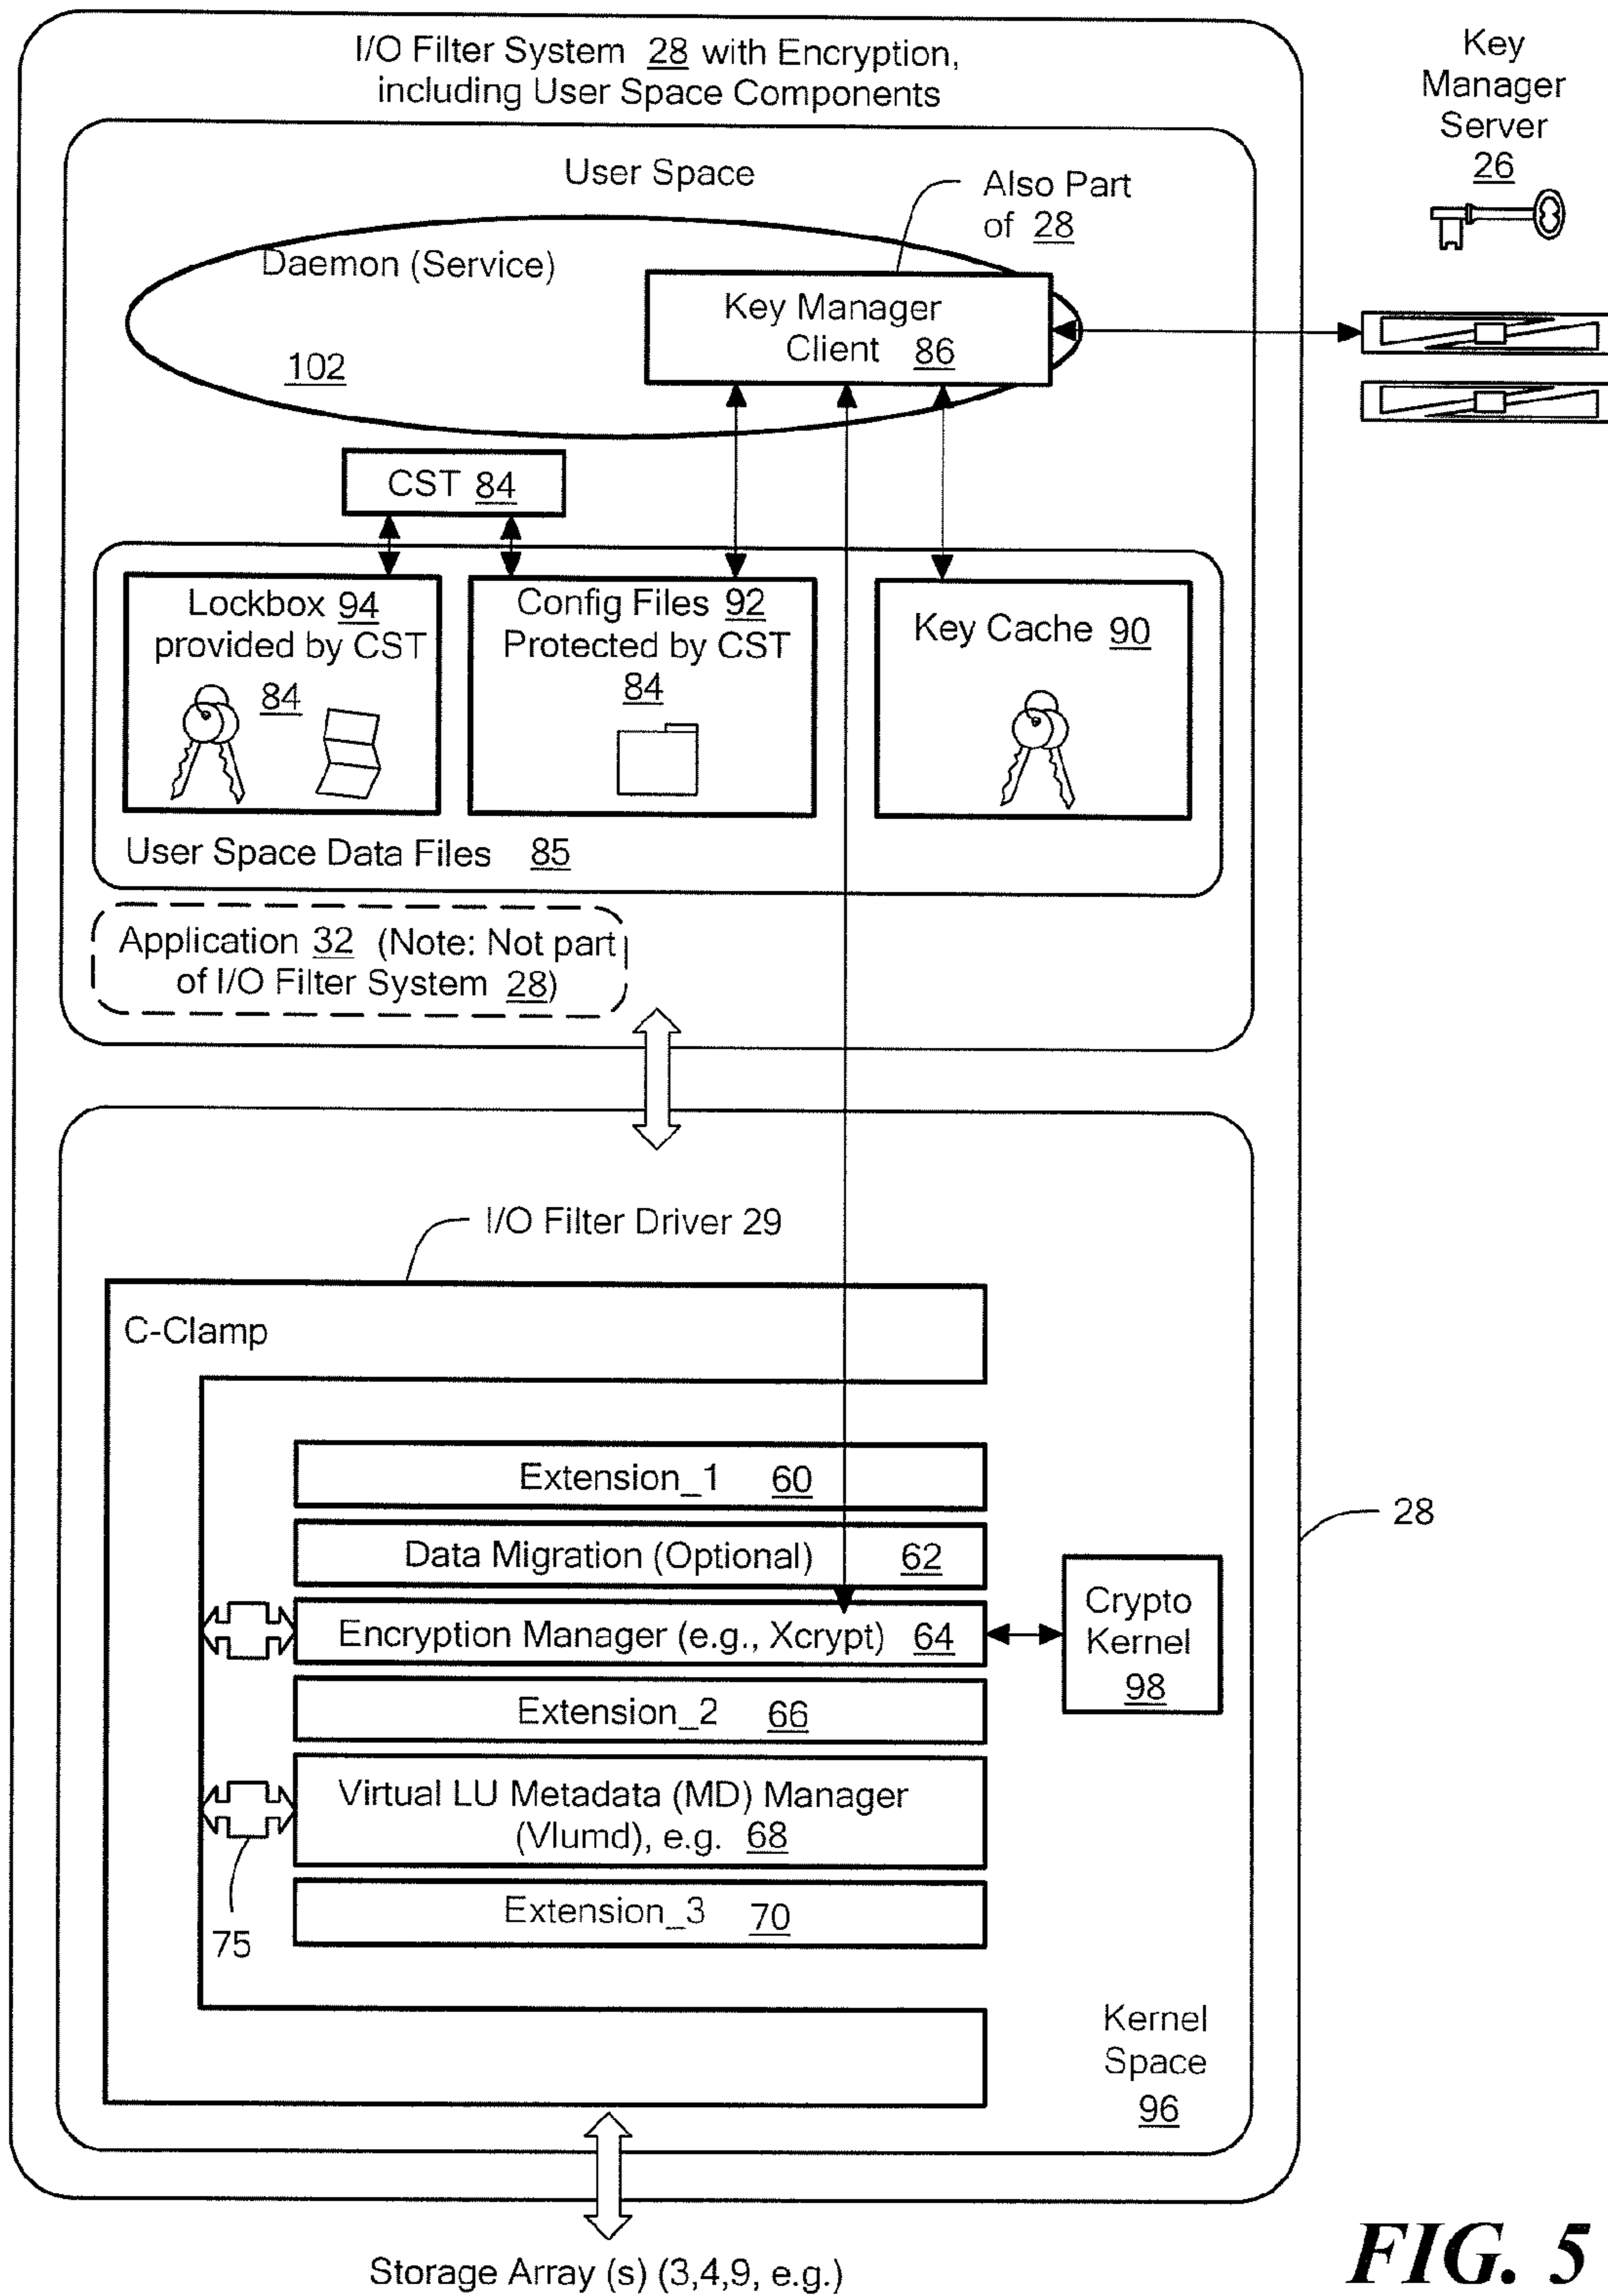 I/O Filter System 28 with Encryption,
including User Space Components
Key
Manager
Server
26
User Space
Also Part
of 28
Daemon (Service)
102
Key Manager
Client 86
CST 84
Lockbox 94
provided by CST
84
Config Files 92
Protected by CST
84
Key Cache 90
User Space Data Files 85
Application 32 (Note: Not part
of I/O Filter System 28)
I/O Filter Driver 29
C-Clamp
Extension_1 60
Data Migration (Optional) 62
Encryption Manager (e.g., Xcrypt) 64
Crypto
Kernel
98
28
Extension_2 66
Virtual LU Metadata (MD) Manager
(Vlumd), e.g. 68
Extension_3 70
75
Kernel
Space
96
Storage Array (s) (3,4,9, e.g.)
FIG. 5